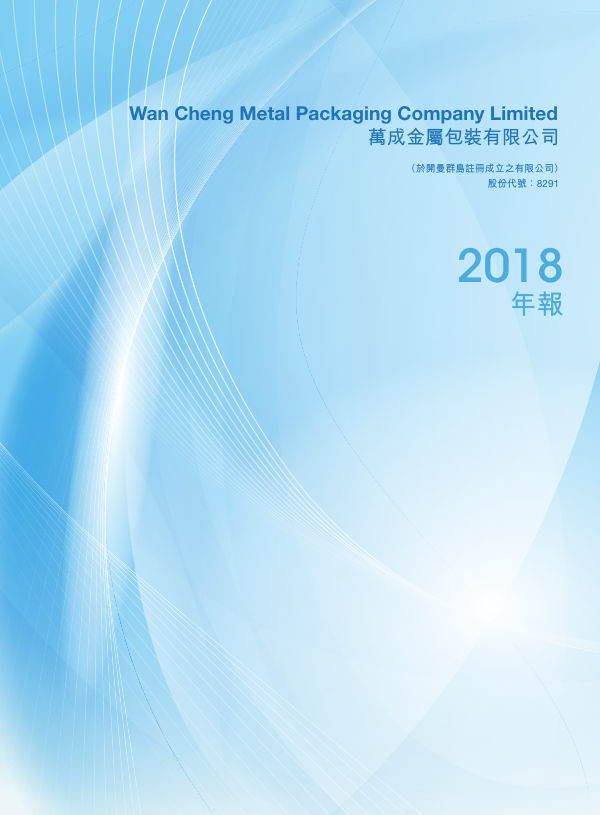 Wan Cheng Metal Packaging Company Limited
萬成金屬包裝有限公司
（於開曼群島註冊成立之有限公司）
股份代號：8291
2018
年報